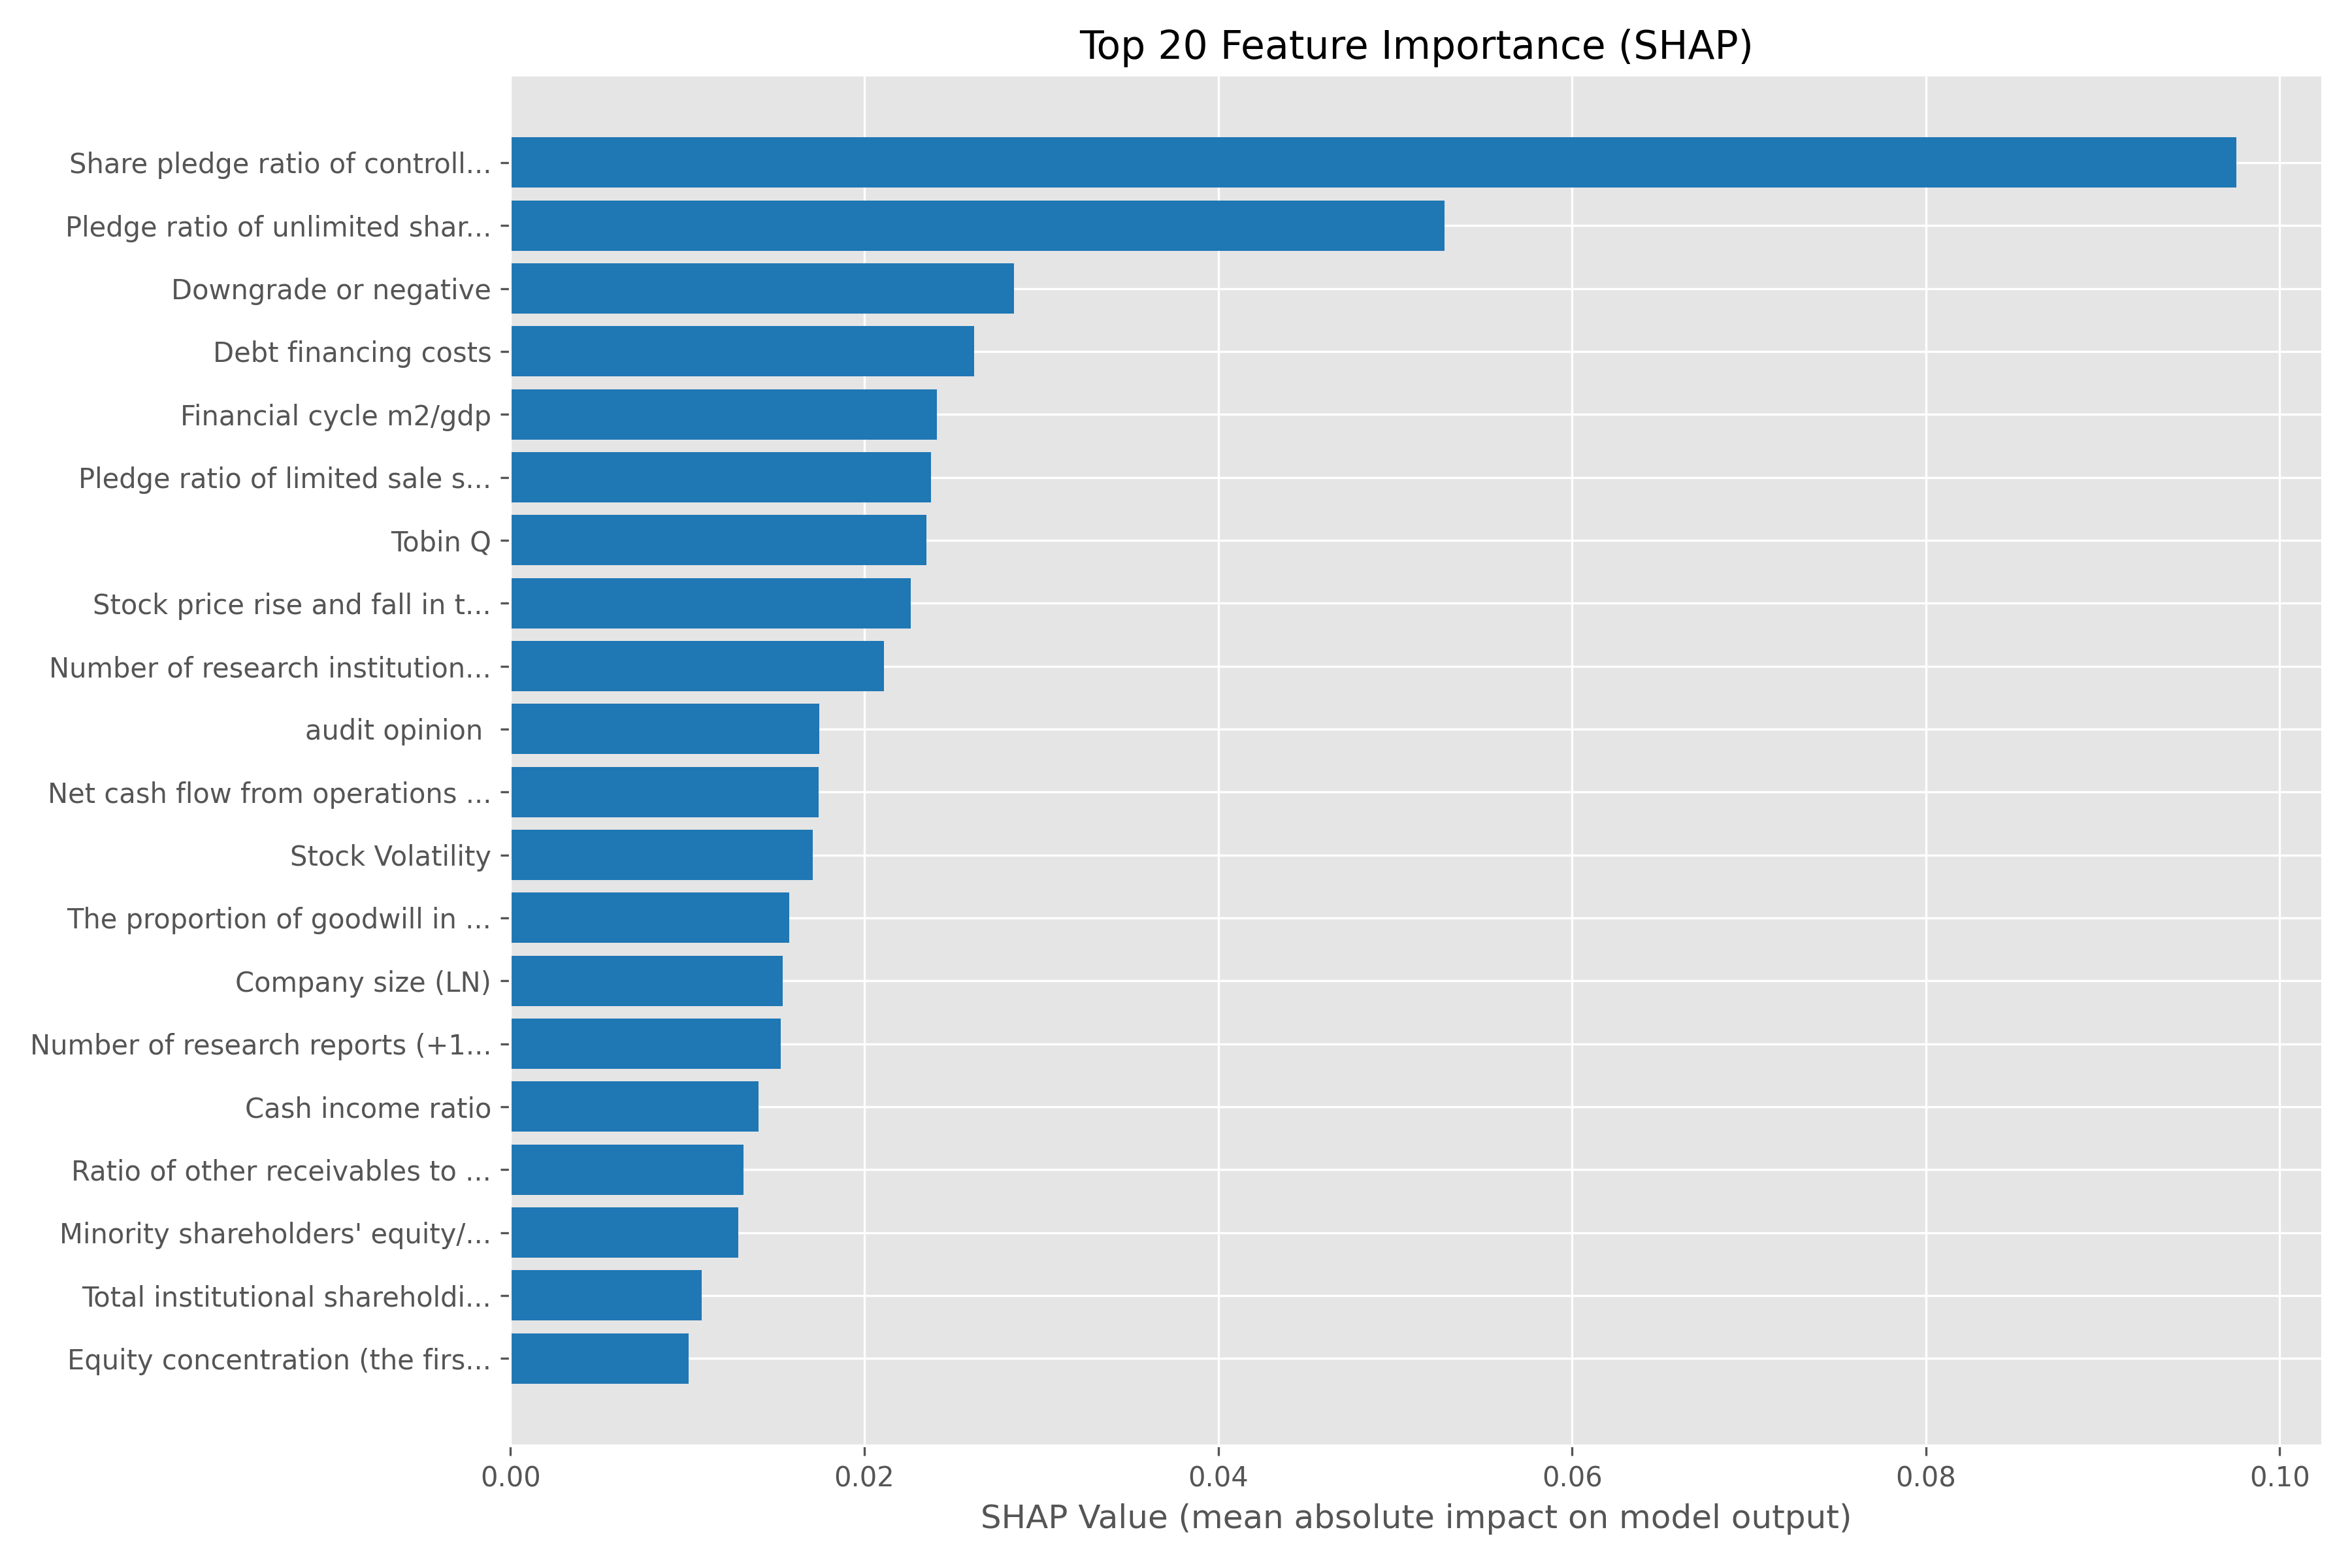 Top 20 Feature Importance (SHAP)
Share pledge ratio of controll...
Pledge ratio of unlimited shar...
Downgrade or negative
Debt financing costs
Financial cycle m2/gdp
Pledge ratio of limited sale s...
Tobin Q
Stock price rise and fall in t...
Number of research institution...
audit opinion
Net cash flow from operations ...
Stock Volatility
The proportion of goodwill in ...
Company size (LN)
Number of research reports (+1...
Cash income ratio
Ratio of other receivables to ...
Minority shareholders' equity/...
Total institutional shareholdi...
Equity concentration (the firs...
0.00 0.02 0.04 0.06 0.08 0.10
SHAP Value (mean absolute impact on model output)